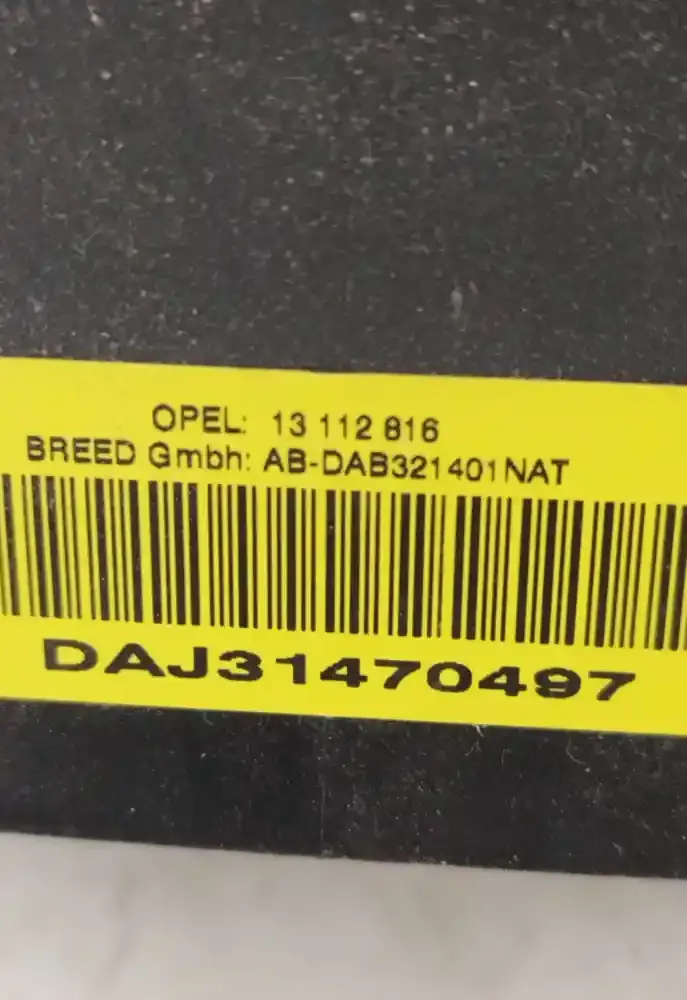 OPEL: 13 112 816
BREED Gmbh: AB-DAB321401NAT
DAJ31470497